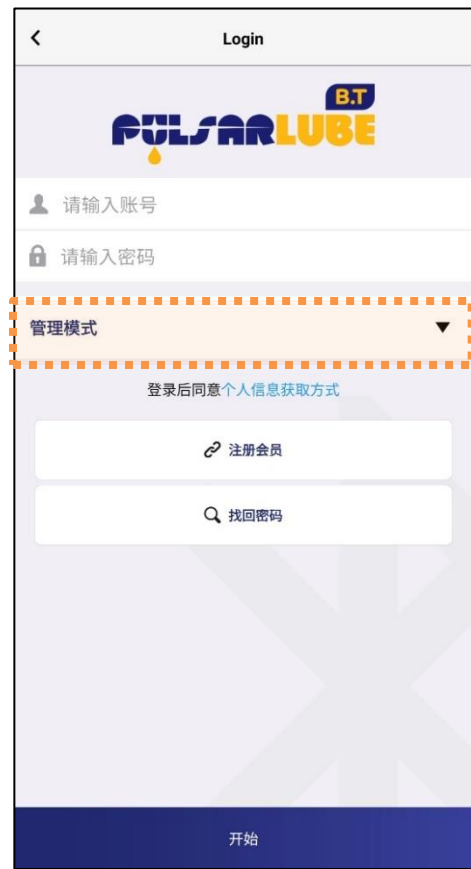 Login
B.T
PULSARLUBE
请输入账号
请输入密码
管理模式
登录后同意个人信息获取方式
注册会员
找回密码
开始